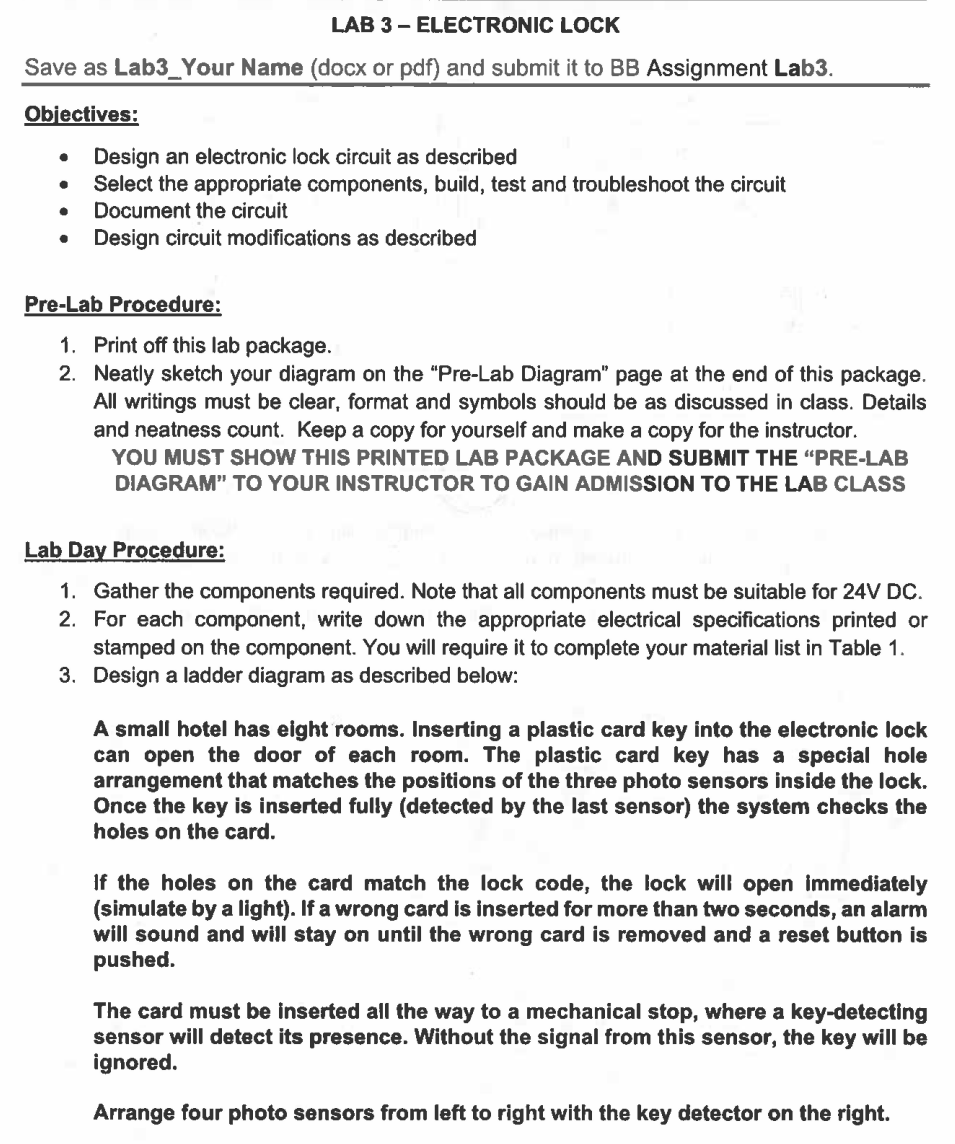 LAB 3 – ELECTRONIC LOCK
Save as Lab3_Your Name (docx or pdf) and submit it to BB Assignment Lab3.
Objectives:
• Design an electronic lock circuit as described
• Select the appropriate components, build, test and troubleshoot the circuit
• Document the circuit
• Design circuit modifications as described
Pre-Lab Procedure:
1. Print off this lab package.
2. Neatly sketch your diagram on the “Pre-Lab Diagram” page at the end of this package.
All writings must be clear, format and symbols should be as discussed in class. Details
and neatness count. Keep a copy for yourself and make a copy for the instructor.
YOU MUST SHOW THIS PRINTED LAB PACKAGE AND SUBMIT THE “PRE-LAB
DIAGRAM” TO YOUR INSTRUCTOR TO GAIN ADMISSION TO THE LAB CLASS
Lab Day Procedure:
1. Gather the components required. Note that all components must be suitable for 24V DC.
2. For each component, write down the appropriate electrical specifications printed or
stamped on the component. You will require it to complete your material list in Table 1.
3. Design a ladder diagram as described below:
A small hotel has eight rooms. Inserting a plastic card key into the electronic lock
can open the door of each room. The plastic card key has a special hole
arrangement that matches the positions of the three photo sensors inside the lock.
Once the key is inserted fully (detected by the last sensor) the system checks the
holes on the card.
If the holes on the card match the lock code, the lock will open immediately
(simulate by a light). If a wrong card is inserted for more than two seconds, an alarm
will sound and will stay on until the wrong card is removed and a reset button is
pushed.
The card must be inserted all the way to a mechanical stop, where a key-detecting
sensor will detect its presence. Without the signal from this sensor, the key will be
ignored.
Arrange four photo sensors from left to right with the key detector on the right.